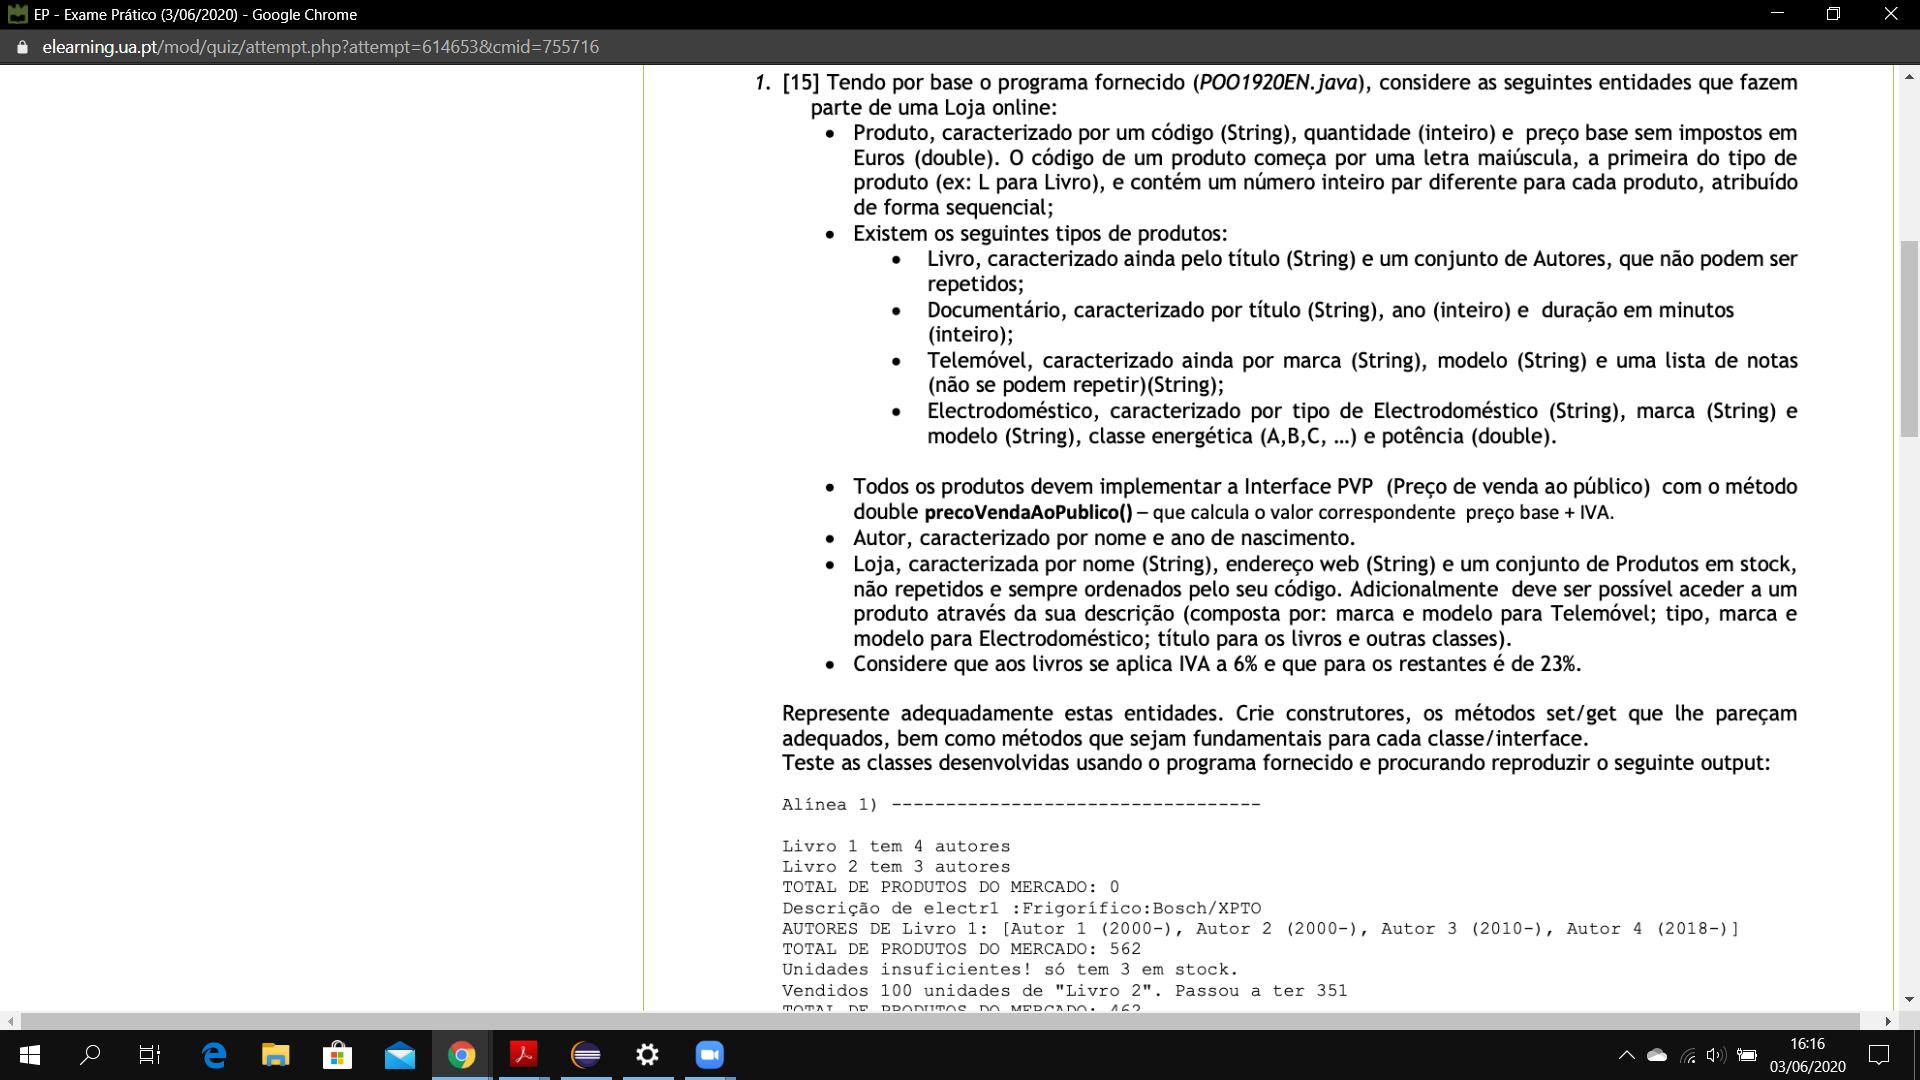 EP - Exame Prático (3/06/2020) - Google Chrome
elearning.ua.pt/mod/quiz/attempt.php?attempt=614653&cmid=755716
1. [15] Tendo por base o programa fornecido (POO1920EN.java), considere as seguintes entidades que fazem
parte de uma Loja online:
• Produto, caracterizado por um código (String), quantidade (inteiro) e preço base sem impostos em
Euros (double). O código de um produto começa por uma letra maiúscula, a primeira do tipo de
produto (ex: L para Livro), e contém um número inteiro par diferente para cada produto, atribuído
de forma sequencial;
• Existem os seguintes tipos de produtos:
• Livro, caracterizado ainda pelo título (String) e um conjunto de Autores, que não podem ser
repetidos;
• Documentário, caracterizado por título (String), ano (inteiro) e duração em minutos
(inteiro);
• Telemóvel, caracterizado ainda por marca (String), modelo (String) e uma lista de notas
(não se podem repetir)(String);
• Electrodoméstico, caracterizado por tipo de Electrodoméstico (String), marca (String) e
modelo (String), classe energética (A,B,C, …) e potência (double).
• Todos os produtos devem implementar a Interface PVP (Preço de venda ao público) com o método
double precoVendaAoPublico() – que calcula o valor correspondente preço base + IVA.
• Autor, caracterizado por nome e ano de nascimento.
• Loja, caracterizada por nome (String), endereço web (String) e um conjunto de Produtos em stock,
não repetidos e sempre ordenados pelo seu código. Adicionalmente deve ser possível aceder a um
produto através da sua descrição (composta por: marca e modelo para Telemóvel; tipo, marca e
modelo para Electrodoméstico; título para os livros e outras classes).
• Considere que aos livros se aplica IVA a 6% e que para os restantes é de 23%.
Represente adequadamente estas entidades. Crie construtores, os métodos set/get que lhe pareçam
adequados, bem como métodos que sejam fundamentais para cada classe/interface.
Teste as classes desenvolvidas usando o programa fornecido e procurando reproduzir o seguinte output:
Alínea 1) ----------------------------------
Livro 1 tem 4 autores
Livro 2 tem 3 autores
TOTAL DE PRODUTOS DO MERCADO: 0
Descrição de electr1 :Frigorífico:Bosch/XPTO
AUTORES DE Livro 1: [Autor 1 (2000-), Autor 2 (2000-), Autor 3 (2010-), Autor 4 (2018-)]
TOTAL DE PRODUTOS DO MERCADO: 562
Unidades insuficientes! só tem 3 em stock.
Vendidos 100 unidades de "Livro 2". Passou a ter 351
TOTAL DE PRODUTOS DO MERCADO: 462
16:16
03/06/2020